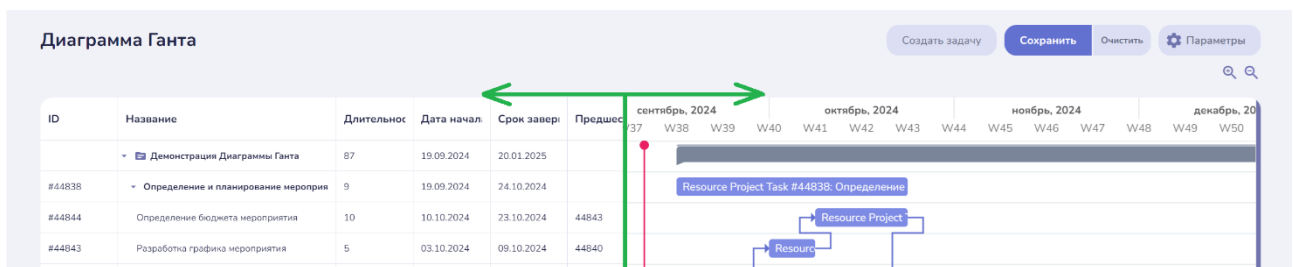 Диаграмма Ганта
Создать задачу Сохранить Очистить Параметры
сентябрь, 2024 октябрь, 2024 ноябрь, 2024 декабрь, 20
ID Название Длительнос Дата начал Срок завер Предшес
37 W38 W39 W40 W41 W42 W43 W44 W45 W46 W47 W48 W49 W50
Демонстрация Диаграммы Ганта 87 19.09.2024 20.01.2025
#44838 Определение и планирование мероприя 9 19.09.2024 24.10.2024 Resource Project Task #44838: Определение
#44844 Определение бюджета мероприятия 10 10.10.2024 23.10.2024 44843 Resource Project
#44843 Разработка графика мероприятия 5 03.10.2024 09.10.2024 44840 Resourc